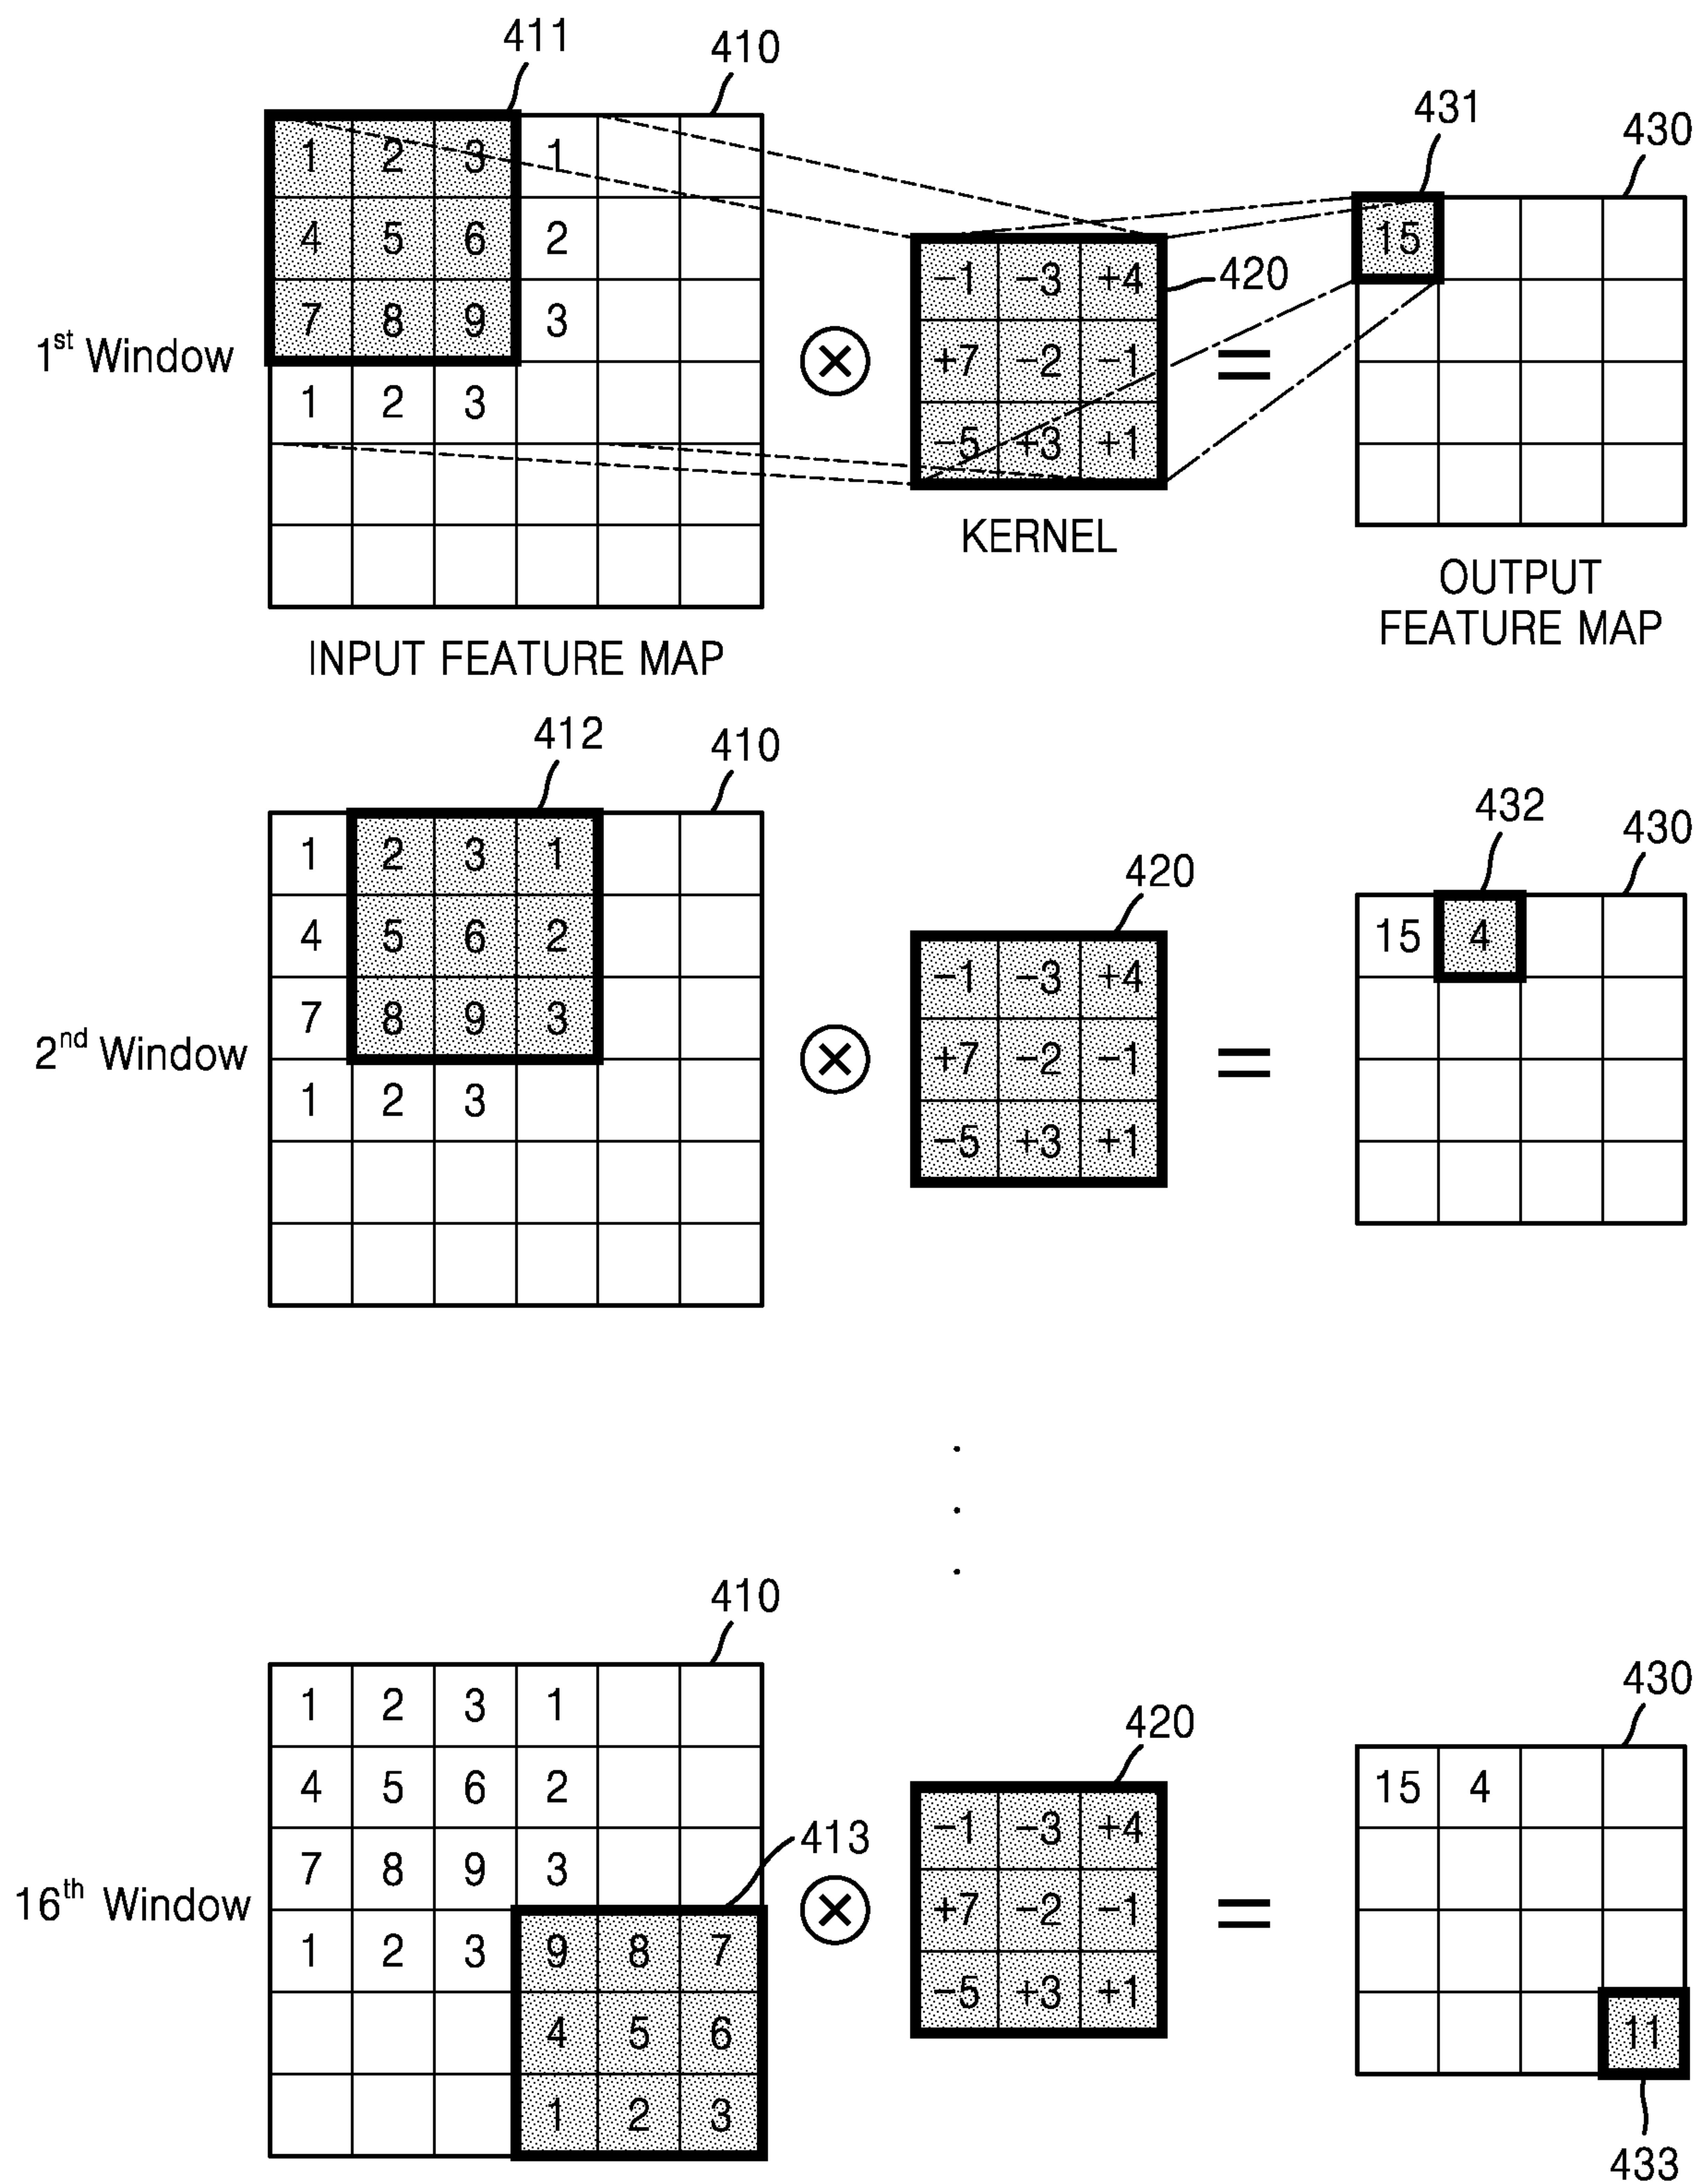 411 410
431 430
1 2 3 1
4 5 6 2
7 8 9 3
1 2 3
1st Window
⊗
−1 −3 +4
+7 −2 −1
−5 +3 +1
420
=
15
KERNEL
INPUT FEATURE MAP
OUTPUT
FEATURE MAP
412 410
432 430
1 2 3 1
4 5 6 2
7 8 9 3
1 2 3
2nd Window
⊗
420
−1 −3 +4
+7 −2 −1
−5 +3 +1
=
15 4
.
.
.
410
430
1 2 3 1
4 5 6 2
7 8 9 3
1 2 3 9 8 7
4 5 6
1 2 3
16th Window
413
⊗
420
−1 −3 +4
+7 −2 −1
−5 +3 +1
=
15 4
11
433